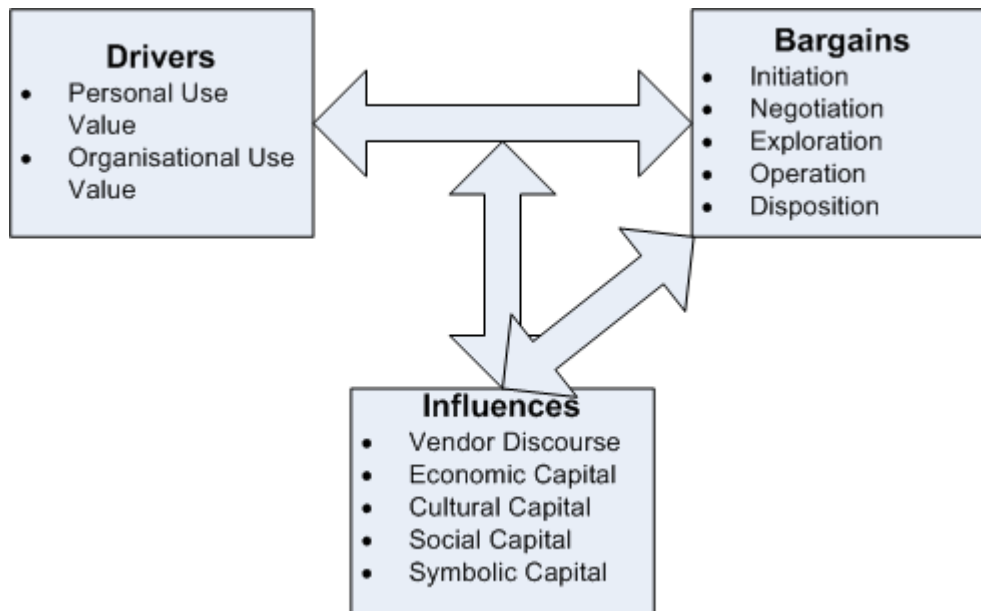 Drivers
• Personal Use
Value
• Organisational Use
Value
Bargains
• Initiation
• Negotiation
• Exploration
• Operation
• Disposition
Influences
• Vendor Discourse
• Economic Capital
• Cultural Capital
• Social Capital
• Symbolic Capital